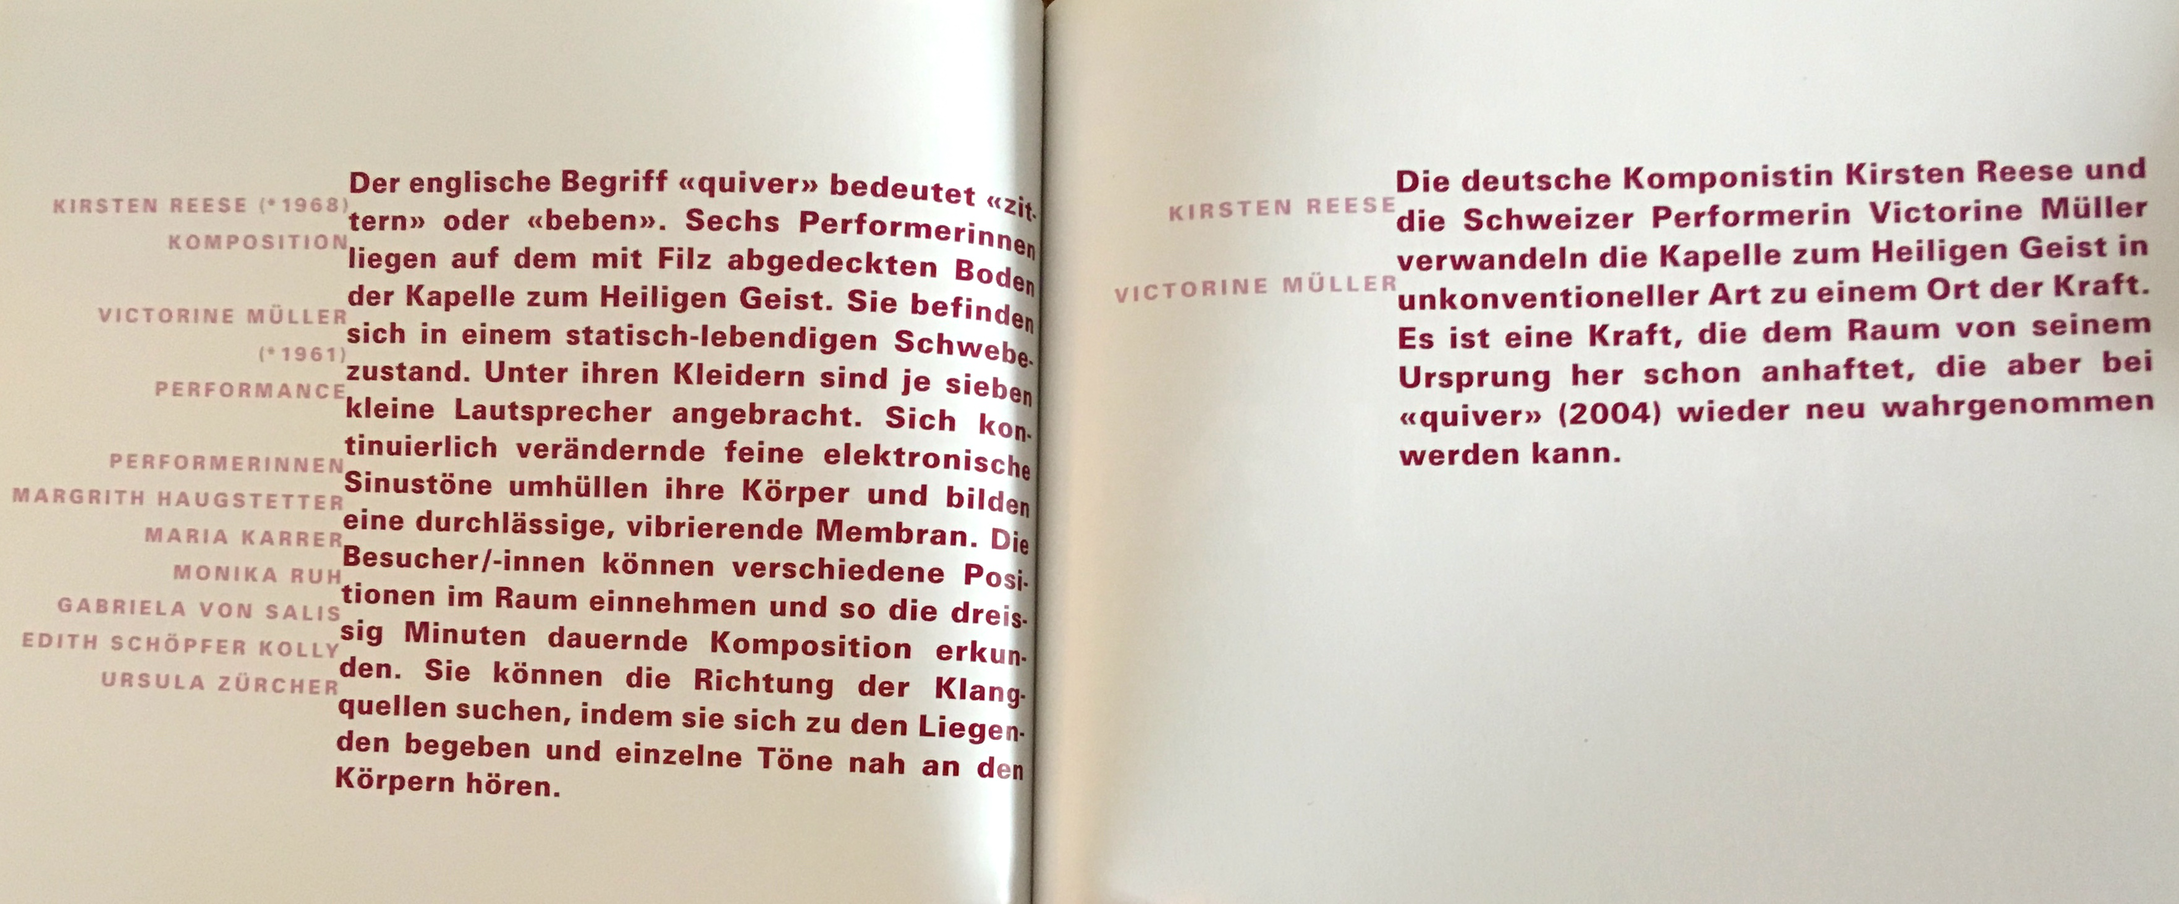 KIRSTEN REESE (*1968)
KOMPOSITION
VICTORINE MÜLLER
(*1961)
PERFORMANCE
PERFORMERINNEN
MARGRITH HAUGSTETTER
MARIA KARRER
MONIKA RUH
GABRIELA VON SALIS
EDITH SCHÖPFER KOLLY
URSULA ZÜRCHER
Der englische Begriff «quiver» bedeutet «zit-
tern» oder «beben». Sechs Performerinnen
liegen auf dem mit Filz abgedeckten Boden
der Kapelle zum Heiligen Geist. Sie befinden
sich in einem statisch-lebendigen Schwebe-
zustand. Unter ihren Kleidern sind je sieben
kleine Lautsprecher angebracht. Sich kon-
tinuierlich verändernde feine elektronische
Sinustöne umhüllen ihre Körper und bilden
eine durchlässige, vibrierende Membran. Die
Besucher/-innen können verschiedene Posi-
tionen im Raum einnehmen und so die dreis-
sig Minuten dauernde Komposition erkun-
den. Sie können die Richtung der Klang-
quellen suchen, indem sie sich zu den Liegen-
den begeben und einzelne Töne nah an den
Körpern hören.
KIRSTEN REESE
VICTORINE MÜLLER
Die deutsche Komponistin Kirsten Reese und
die Schweizer Performerin Victorine Müller
verwandeln die Kapelle zum Heiligen Geist in
unkonventioneller Art zu einem Ort der Kraft.
Es ist eine Kraft, die dem Raum von seinem
Ursprung her schon anhaftet, die aber bei
«quiver» (2004) wieder neu wahrgenommen
werden kann.